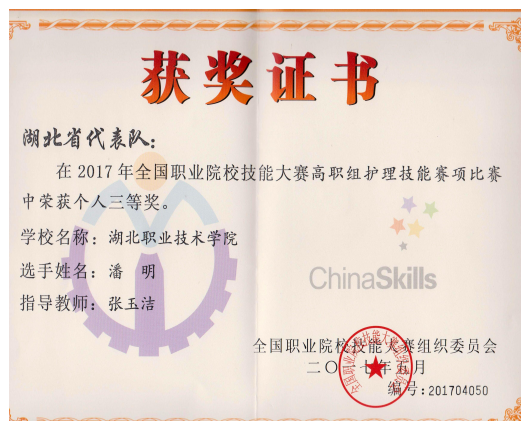 获奖证书
湖北省代表队：
在2017年全国职业院校技能大赛高职组护理技能赛项比赛
中荣获个人三等奖。
学校名称：湖北职业技术学院
选手姓名：潘 明
指导教师：张玉洁
ChinaSkills
全国职业院校技能大赛组织委员会
二〇一七年五月
编号：201704050